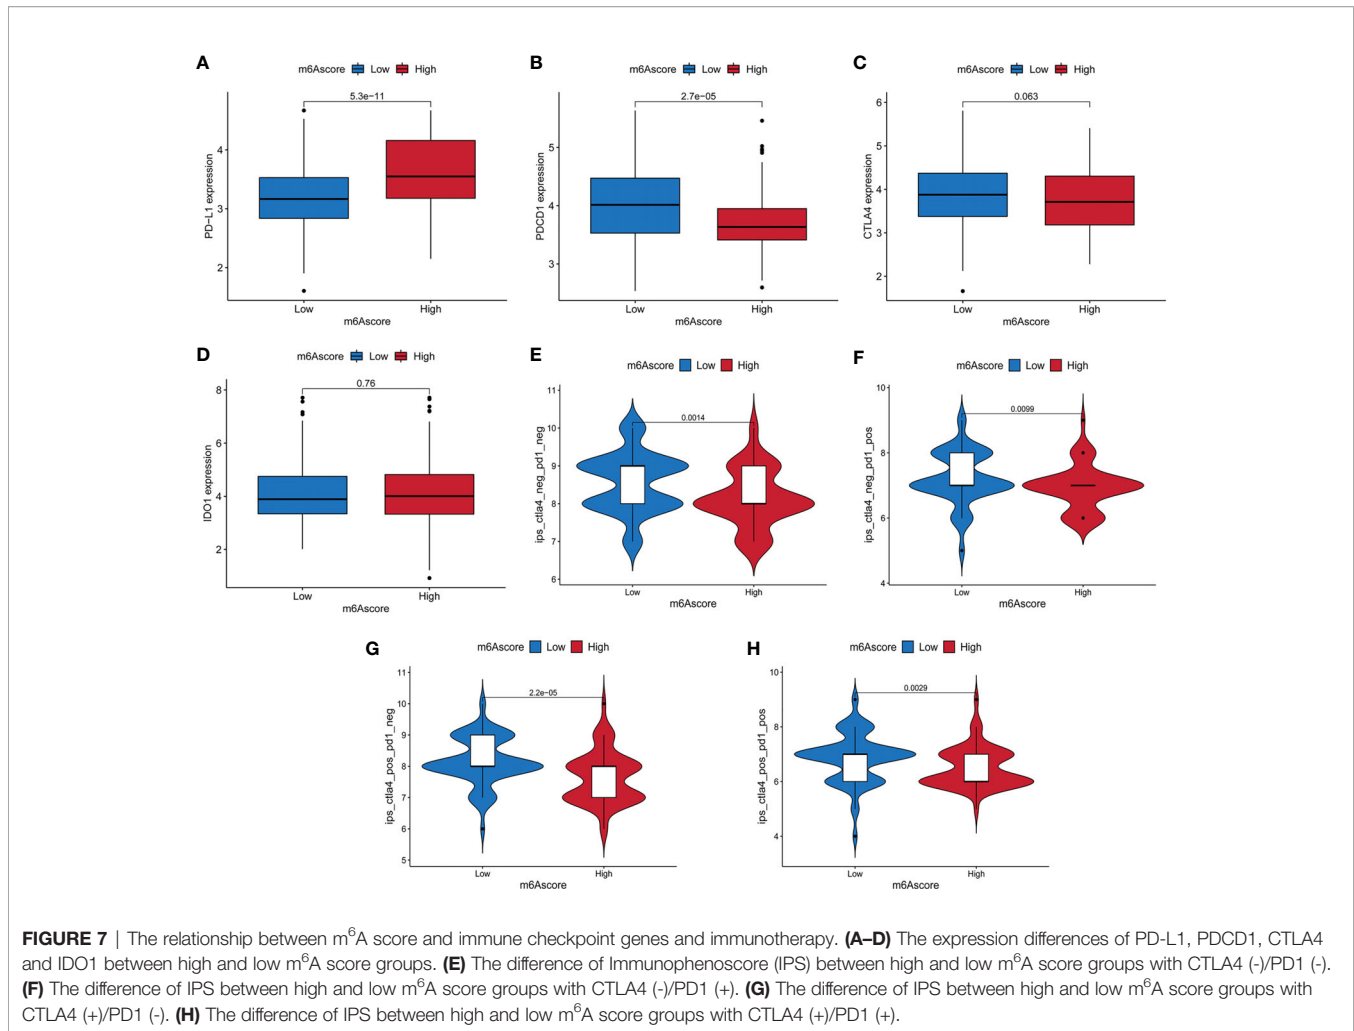 A
m6Ascore Low High
5.3e−11
4
3
2
PD−L1 expression
Low High
m6Ascore
B
m6Ascore Low High
2.7e−05
5
4
3
PDCD1 expression
Low High
m6Ascore
C
m6Ascore Low High
0.063
6
5
4
3
2
CTLA4 expression
Low High
m6Ascore
D
m6Ascore Low High
0.76
8
6
4
2
IDO1 expression
Low High
m6Ascore
E
m6Ascore Low High
0.0014
11
10
9
8
7
6
ips_ctla4_neg_pd1_neg
Low High
m6Ascore
F
m6Ascore Low High
0.0099
10
8
6
4
ips_ctla4_neg_pd1_pos
Low High
m6Ascore
G
m6Ascore Low High
2.2e−05
11
10
9
8
7
6
5
ips_ctla4_pos_pd1_neg
Low High
m6Ascore
H
m6Ascore Low High
0.0029
10
8
6
4
ips_ctla4_pos_pd1_pos
Low High
m6Ascore
FIGURE 7 | The relationship between m⁶A score and immune checkpoint genes and immunotherapy. (A–D) The expression differences of PD-L1, PDCD1, CTLA4
and IDO1 between high and low m⁶A score groups. (E) The difference of Immunophenoscore (IPS) between high and low m⁶A score groups with CTLA4 (-)/PD1 (-).
(F) The difference of IPS between high and low m⁶A score groups with CTLA4 (-)/PD1 (+). (G) The difference of IPS between high and low m⁶A score groups with
CTLA4 (+)/PD1 (-). (H) The difference of IPS between high and low m⁶A score groups with CTLA4 (+)/PD1 (+).